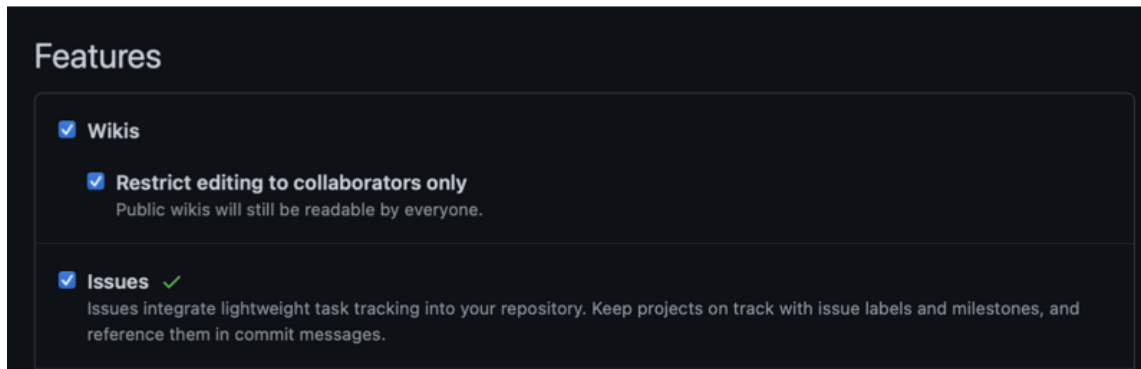 Features
Wikis
Restrict editing to collaborators only
Public wikis will still be readable by everyone.
Issues
Issues integrate lightweight task tracking into your repository. Keep projects on track with issue labels and milestones, and
reference them in commit messages.